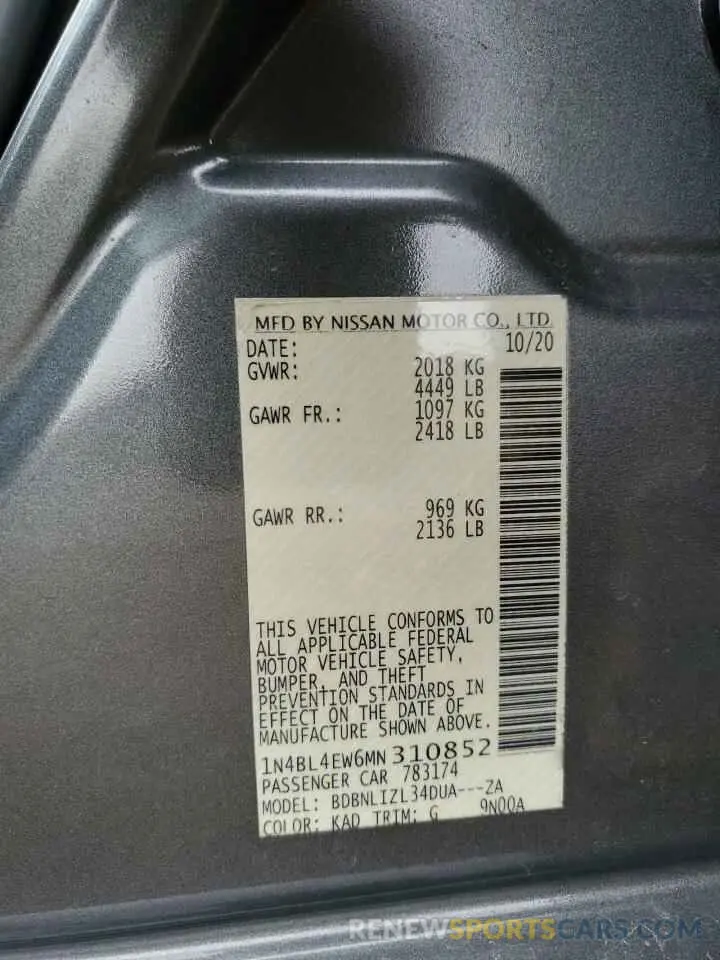 MFD BY NISSAN MOTOR CO., LTD.
DATE: 10/20
GVWR: 2018 KG
4449 LB
GAWR FR.: 1097 KG
2418 LB
GAWR RR.: 969 KG
2136 LB
THIS VEHICLE CONFORMS TO
ALL APPLICABLE FEDERAL
MOTOR VEHICLE SAFETY,
BUMPER, AND THEFT
PREVENTION STANDARDS IN
EFFECT ON THE DATE OF
MANUFACTURE SHOWN ABOVE.
1N4BL4EW6MN310852
PASSENGER CAR 783174
MODEL: BDBNLIZL34DUA---ZA
COLOR: KAD TRIM: G 9N00A
RENEWSPORTSCARS.COM